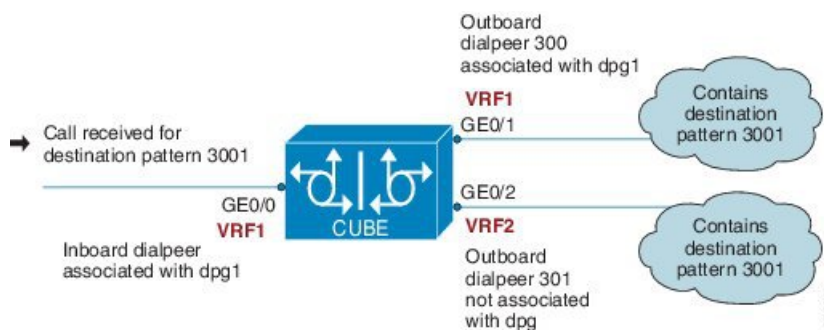 Outboard
dialpeer 300
associated with dpg1
VRF1
GE0/1
Contains
destination
pattern 3001
Call received for
destination pattern 3001
GE0/0
VRF1
Inboard dialpeer
associated with dpg1
CUBE
GE0/2
VRF2
Outboard
dialpeer 301
not associated
with dpg
Contains
destination
pattern 3001